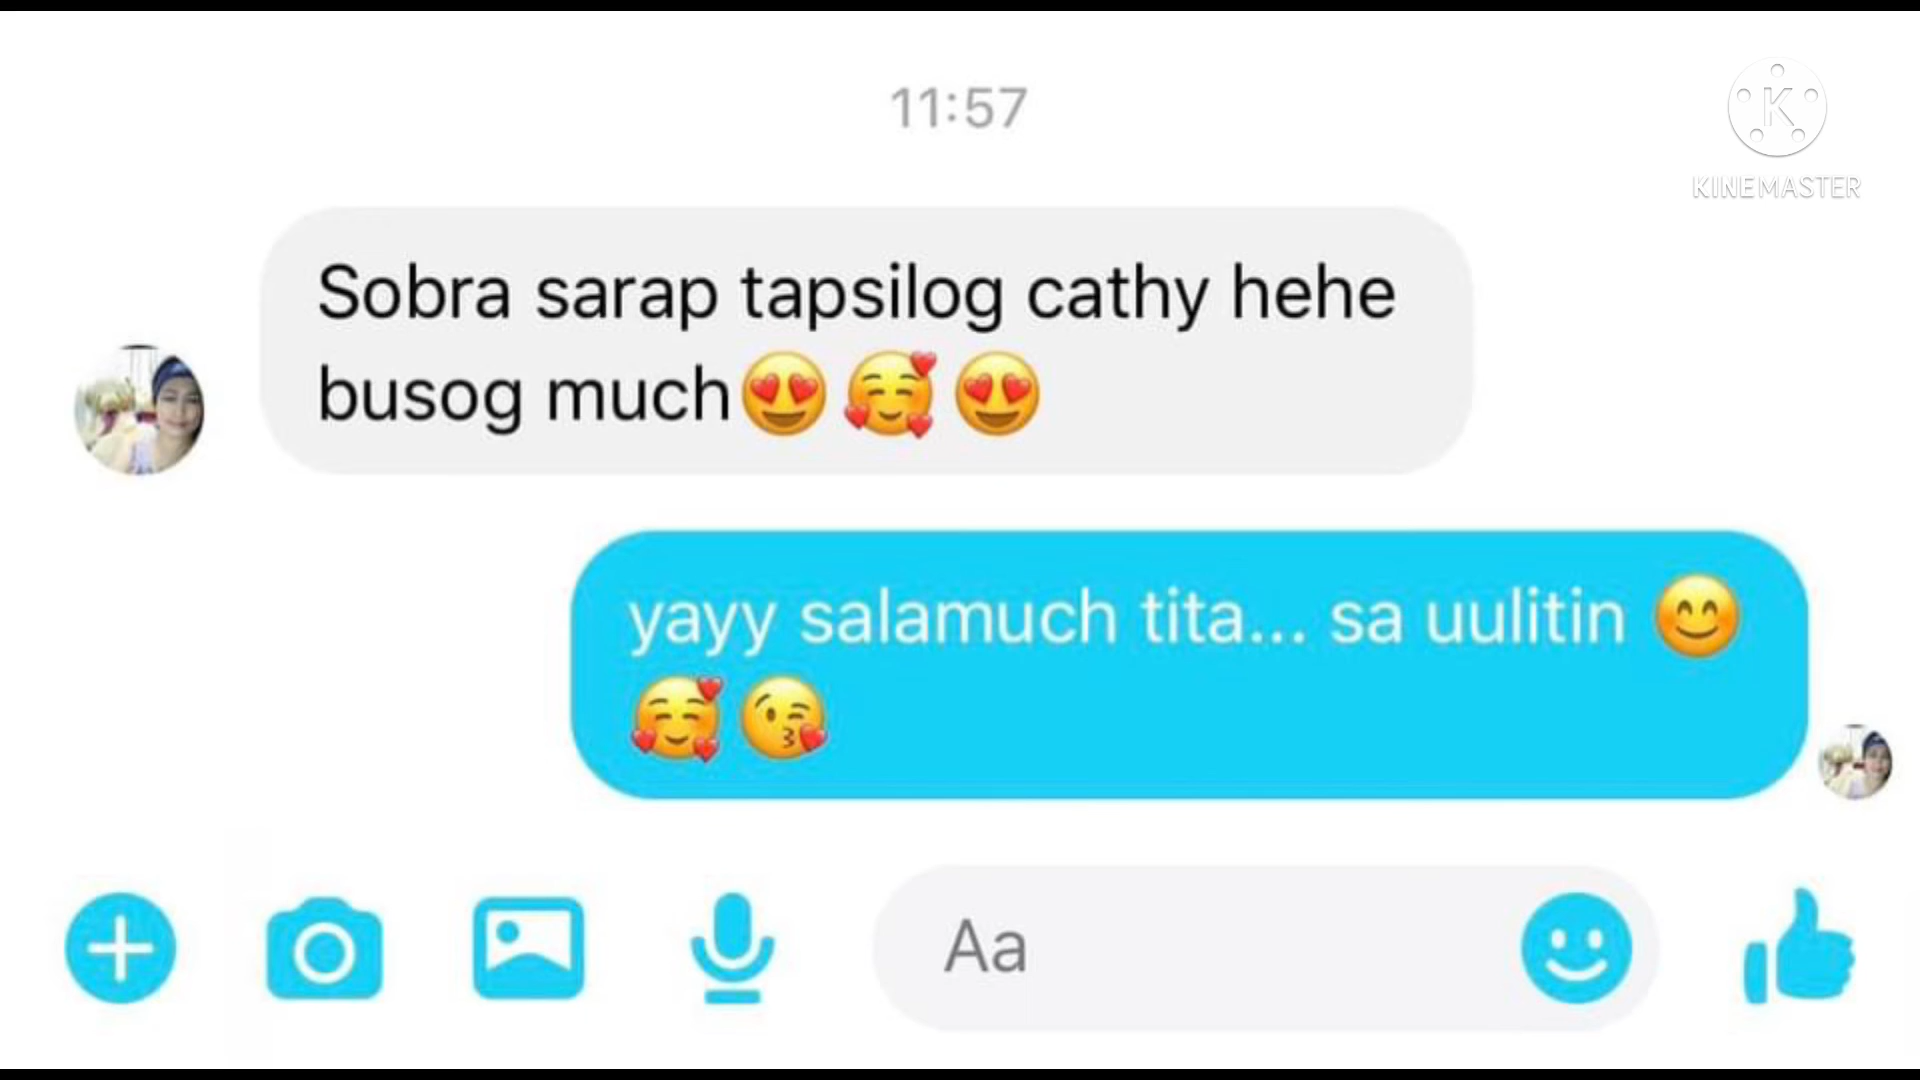 11:57
KINEMASTER
Sobra sarap tapsilog cathy hehe
busog much😍🥰😍
yayy salamuch tita... sa uulitin 😊
🥰😘
Aa